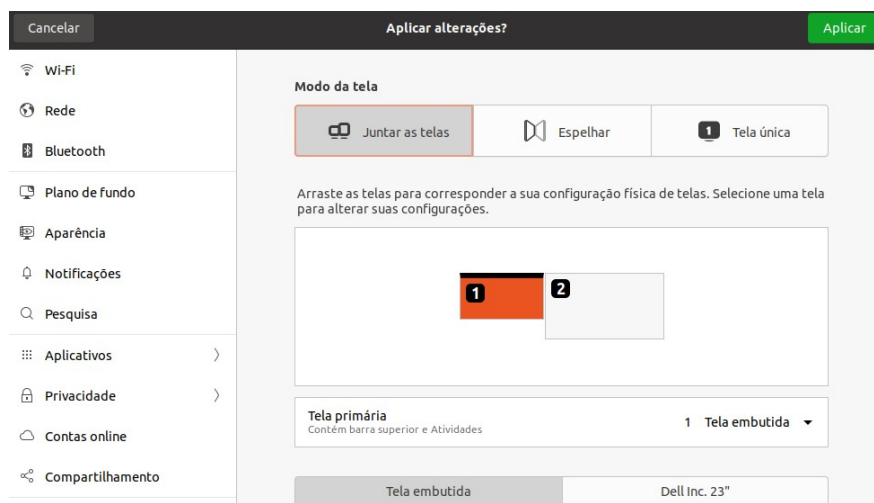 Cancelar
Aplicar alterações?
Aplicar
Wi-Fi
Rede
Bluetooth
Plano de fundo
Aparência
Notificações
Pesquisa
Aplicativos
Privacidade
Contas online
Compartilhamento
Modo da tela
Juntar as telas
Espelhar
1 Tela única
Arraste as telas para corresponder a sua configuração física de telas. Selecione uma tela
para alterar suas configurações.
1
2
Tela primária
Contém barra superior e Atividades
1 Tela embutida
Tela embutida
Dell Inc. 23"